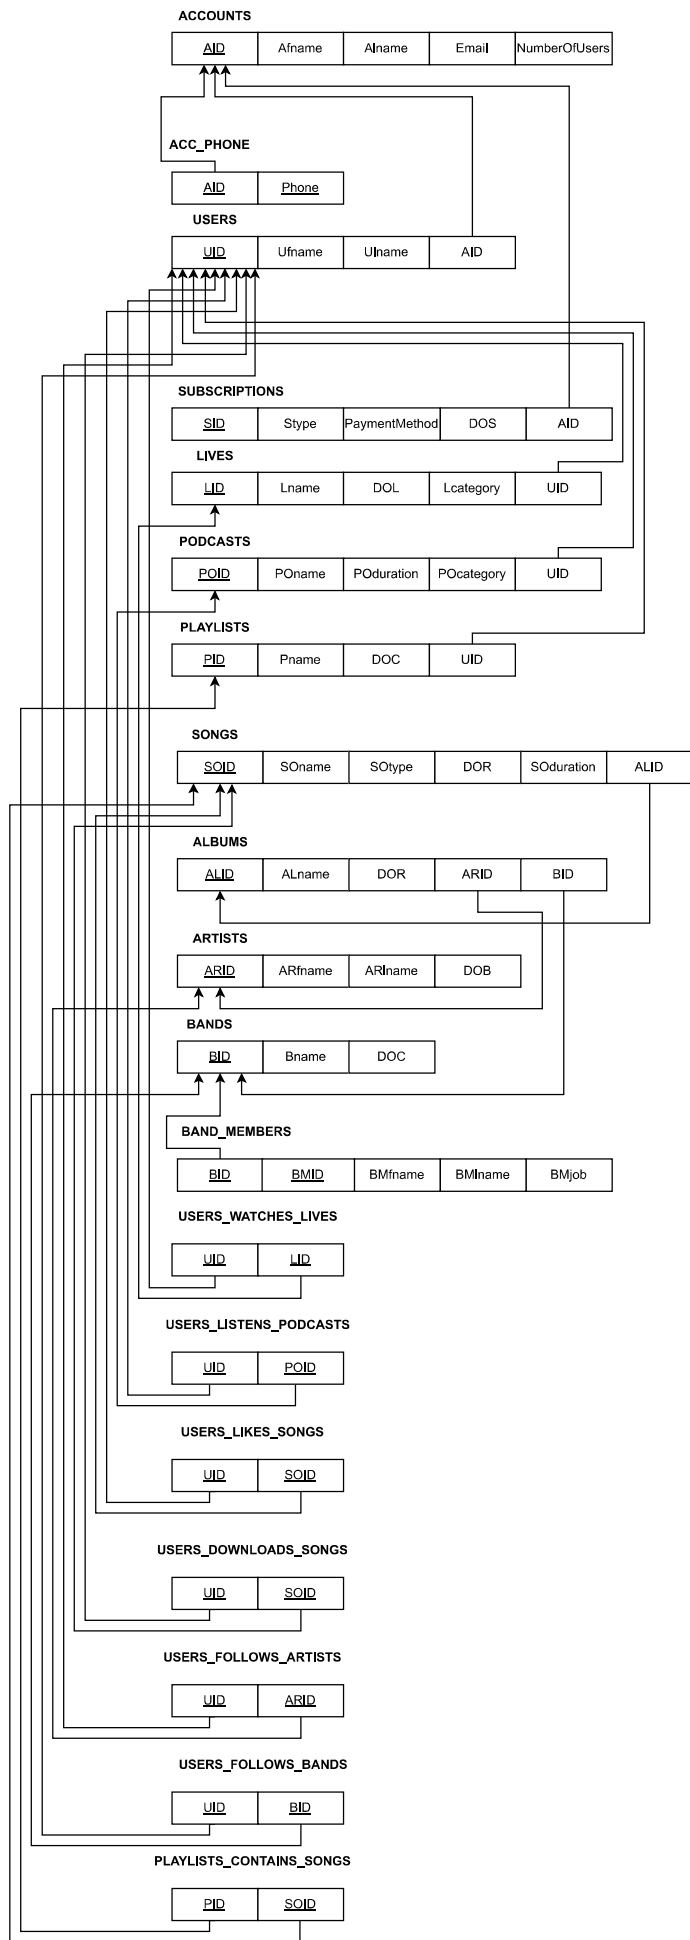 ACCOUNTS
AID Afname Alname Email NumberOfUsers
ACC_PHONE
AID Phone
USERS
UID Ufname Ulname AID
SUBSCRIPTIONS
SID Stype PaymentMethod DOS AID
LIVES
LID Lname DOL Lcategory UID
PODCASTS
POID POname POduration POcategory UID
PLAYLISTS
PID Pname DOC UID
SONGS
SOID SOname SOtype DOR SOduration ALID
ALBUMS
ALID ALname DOR ARID BID
ARTISTS
ARID ARfname ARlname DOB
BANDS
BID Bname DOC
BAND_MEMBERS
BID BMID BMfname BMlname BMjob
USERS_WATCHES_LIVES
UID LID
USERS_LISTENS_PODCASTS
UID POID
USERS_LIKES_SONGS
UID SOID
USERS_DOWNLOADS_SONGS
UID SOID
USERS_FOLLOWS_ARTISTS
UID ARID
USERS_FOLLOWS_BANDS
UID BID
PLAYLISTS_CONTAINS_SONGS
PID SOID